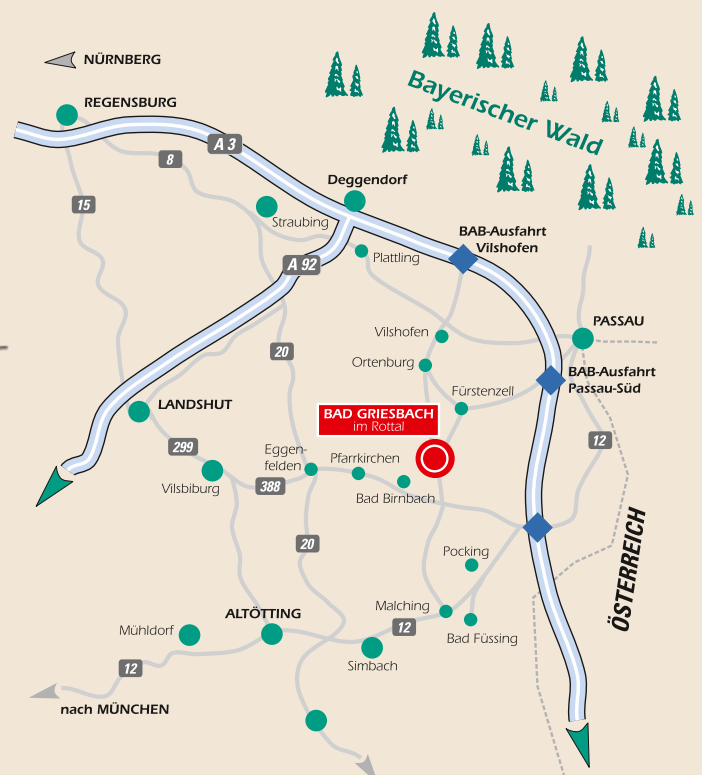 NÜRNBERG
REGENSBURG
A 3
8
15
Bayerischer Wald
Deggendorf
Straubing
BAB-Ausfahrt
Vilshofen
Plattling
A 92
PASSAU
Vilshofen
20
Ortenburg
BAB-Ausfahrt
Passau-Süd
Fürstenzell
LANDSHUT
BAD GRIESBACH
im Rottal
12
299
Eggen-
felden
Pfarrkirchen
Vilsbiburg
388
Bad Birnbach
ÖSTERREICH
20
Pocking
ALTÖTTING
Malching
Mühldorf
12
Bad Füssing
Simbach
12
nach MÜNCHEN